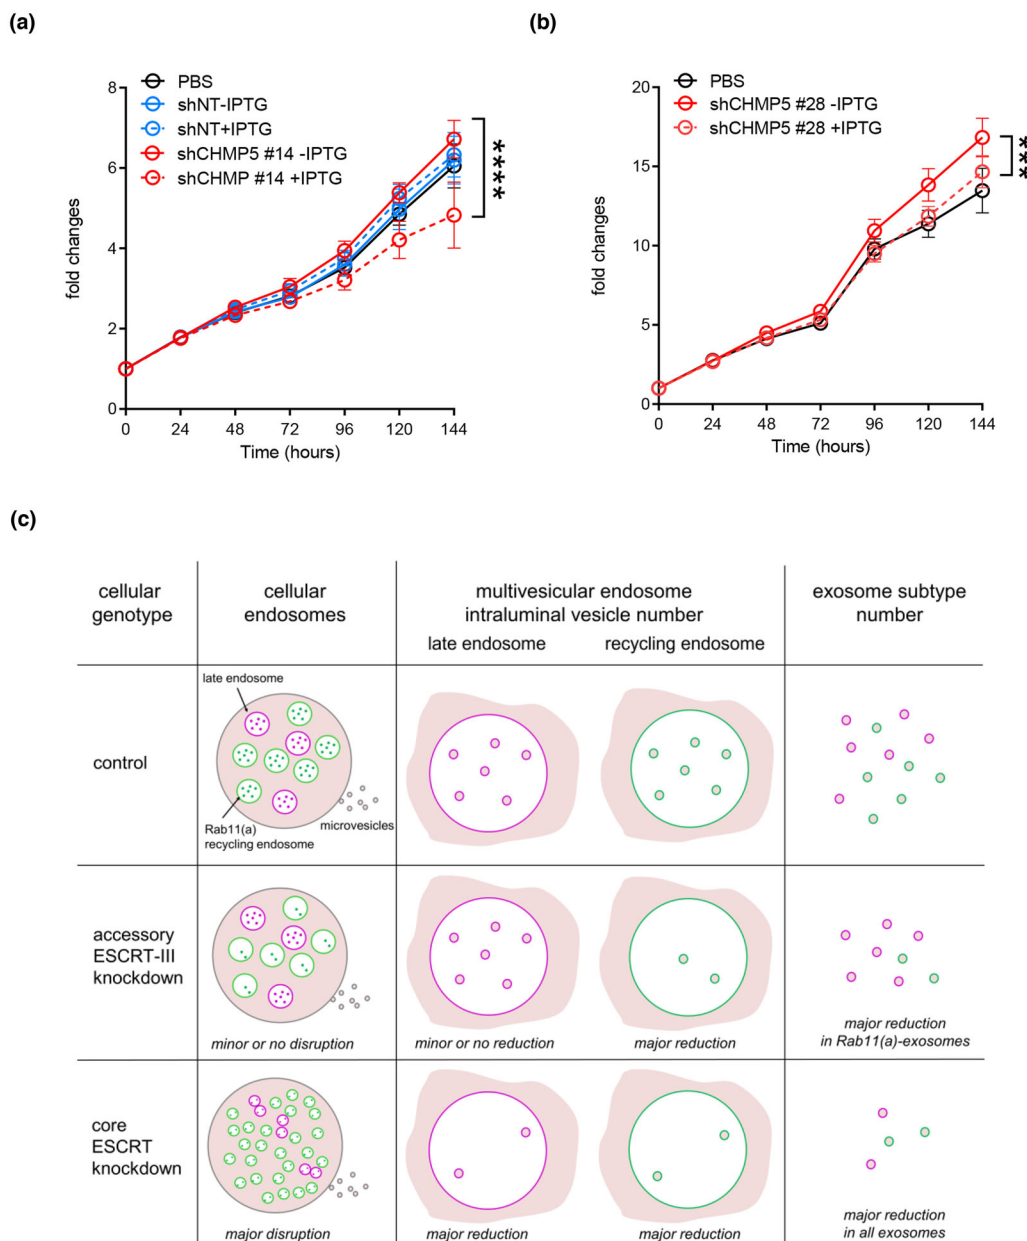 (a)
PBS
shNT-IPTG
shNT+IPTG
shCHMP5 #14 -IPTG
shCHMP #14 +IPTG
8
6
4
2
0
fold changes
0 24 48 72 96 120 144
Time (hours)
****
(b)
PBS
shCHMP5 #28 -IPTG
shCHMP5 #28 +IPTG
20
15
10
5
0
fold changes
0 24 48 72 96 120 144
Time (hours)
***
(c)
cellular
genotype
cellular
endosomes
multivesicular endosome
intraluminal vesicle number
late endosome recycling endosome
exosome subtype
number
control
late endosome
Rab11(a)
recycling endosome
microvesicles
accessory
ESCRT-III
knockdown
minor or no disruption
minor or no reduction
major reduction
major reduction
in Rab11(a)-exosomes
core
ESCRT
knockdown
major disruption
major reduction
major reduction
major reduction
in all exosomes